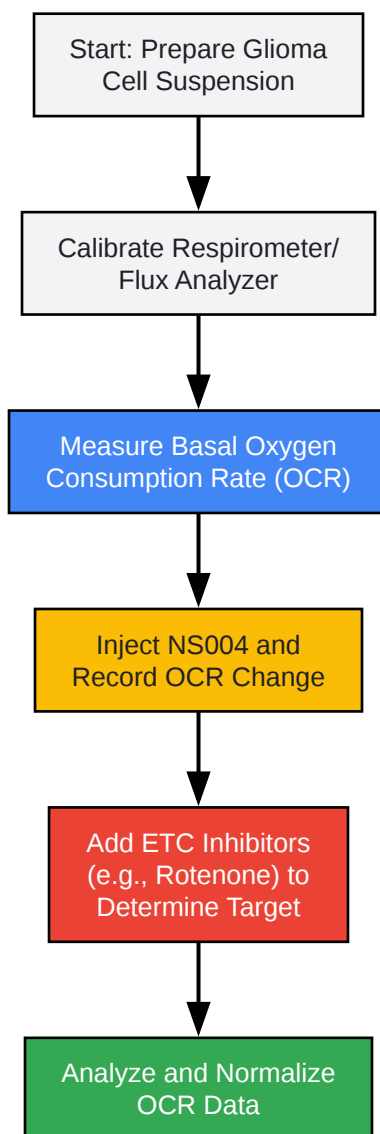 Start: Prepare Glioma
Cell Suspension
Calibrate Respirometer/
Flux Analyzer
Measure Basal Oxygen
Consumption Rate (OCR)
Inject NS004 and
Record OCR Change
Add ETC Inhibitors
(e.g., Rotenone) to
Determine Target
Analyze and Normalize
OCR Data